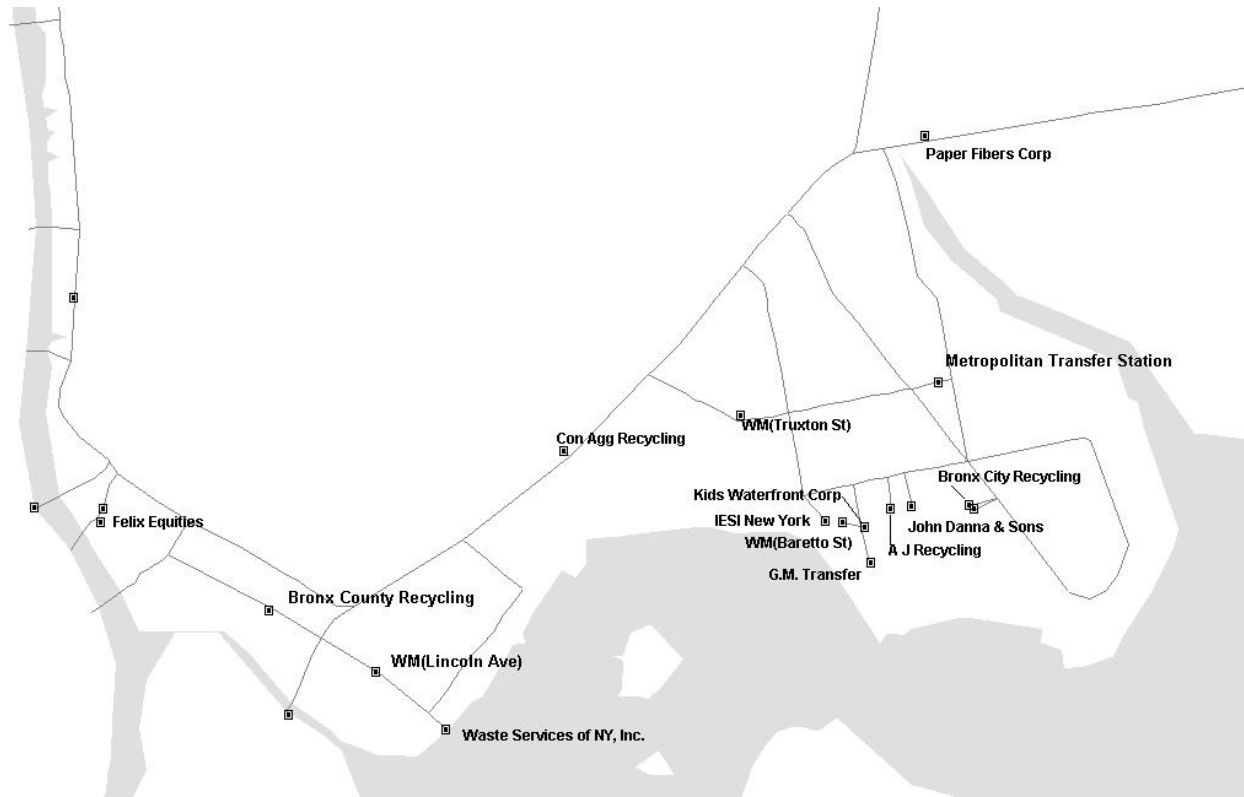 Paper Fibers Corp
Metropolitan Transfer Station
WM(Truxton St)
Con Agg Recycling
Bronx City Recycling
Kids Waterfront Corp
IESI New York
John Danna & Sons
Felix Equities
WM(Baretto St)
A J Recycling
G.M. Transfer
Bronx County Recycling
WM(Lincoln Ave)
Waste Services of NY, Inc.